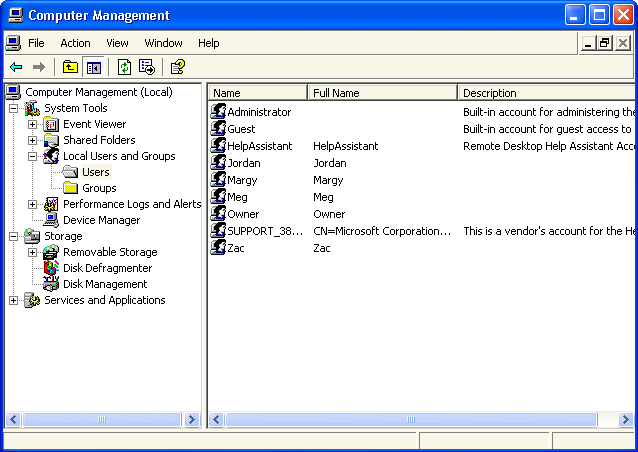 Computer Management
File Action View Window Help
Computer Management (Local)
System Tools
Event Viewer
Shared Folders
Local Users and Groups
Users
Groups
Performance Logs and Alerts
Device Manager
Storage
Removable Storage
Disk Defragmenter
Disk Management
Services and Applications
Name Full Name Description
Administrator Built-in account for administering the
Guest Built-in account for guest access to
HelpAssistant HelpAssistant Remote Desktop Help Assistant Acc
Jordan Jordan
Margy Margy
Meg Meg
Owner Owner
SUPPORT_38... CN=Microsoft Corporation... This is a vendor's account for the He
Zac Zac